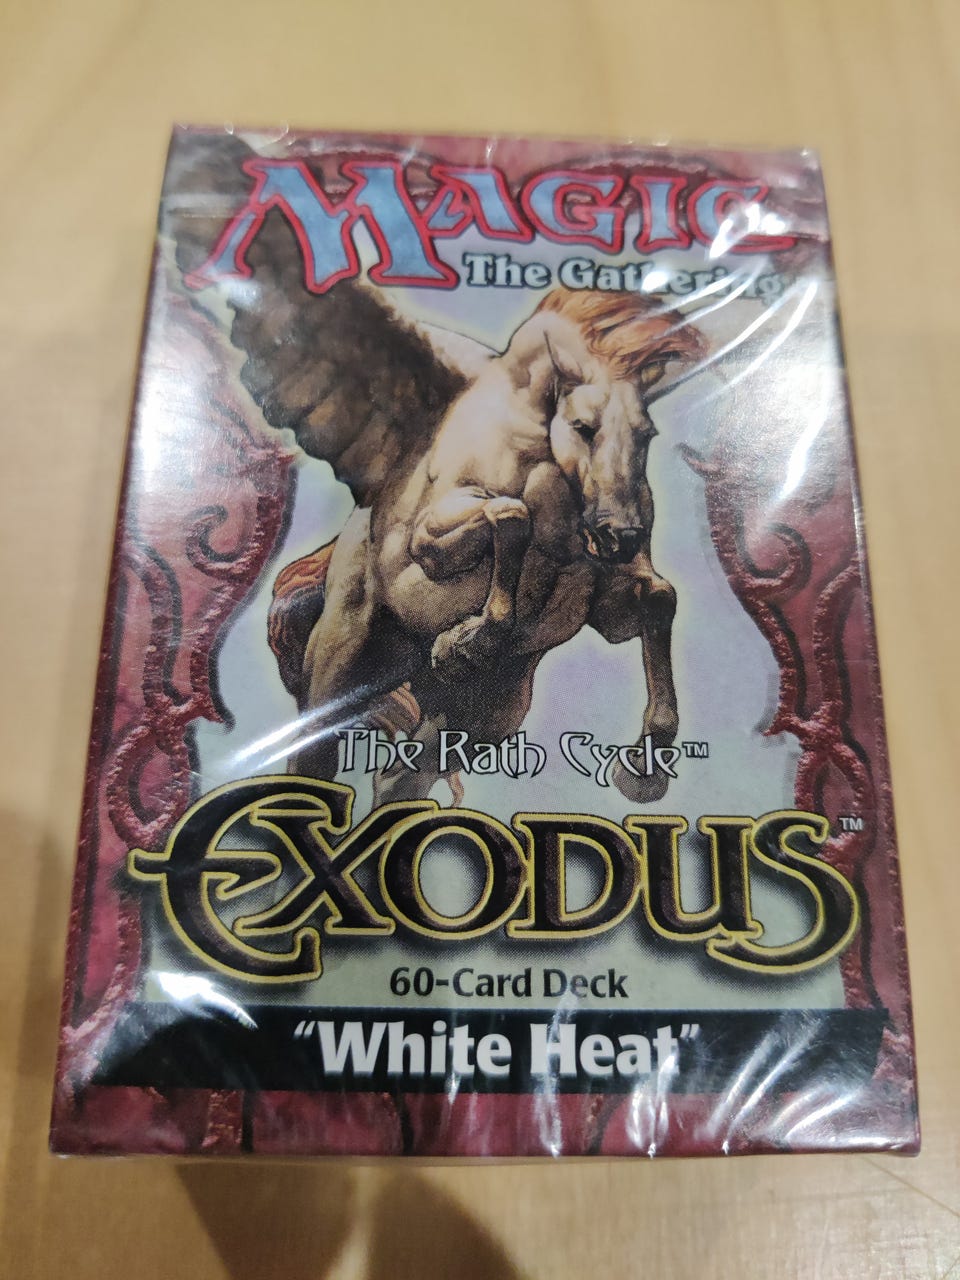 MAGIC
The Gathering
The Rath Cycle™
EXODUS™
60-Card Deck
"White Heat"